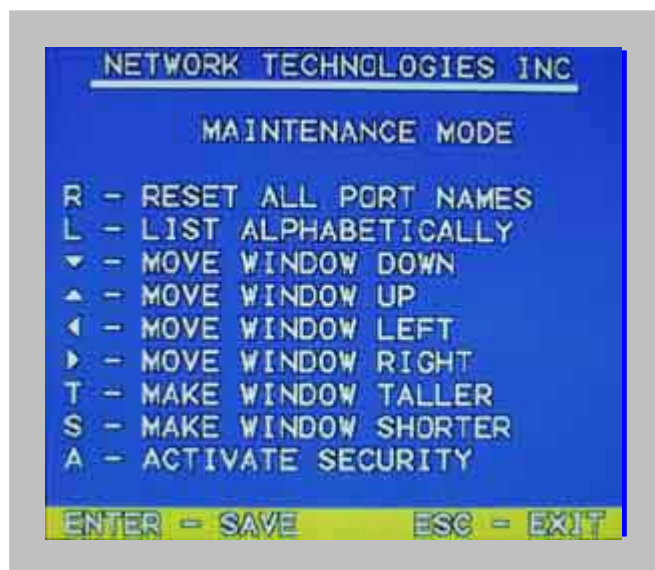 NETWORK TECHNOLOGIES INC
MAINTENANCE MODE
R - RESET ALL PORT NAMES
L - LIST ALPHABETICALLY
▼ - MOVE WINDOW DOWN
▲ - MOVE WINDOW UP
◀ - MOVE WINDOW LEFT
▶ - MOVE WINDOW RIGHT
T - MAKE WINDOW TALLER
S - MAKE WINDOW SHORTER
A - ACTIVATE SECURITY
ENTER - SAVE ESC - EXIT